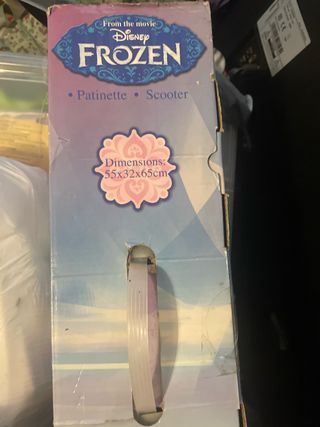 From the movie
Disney
FROZEN
• Patinette • Scooter
Dimensions:
55x32x65cm